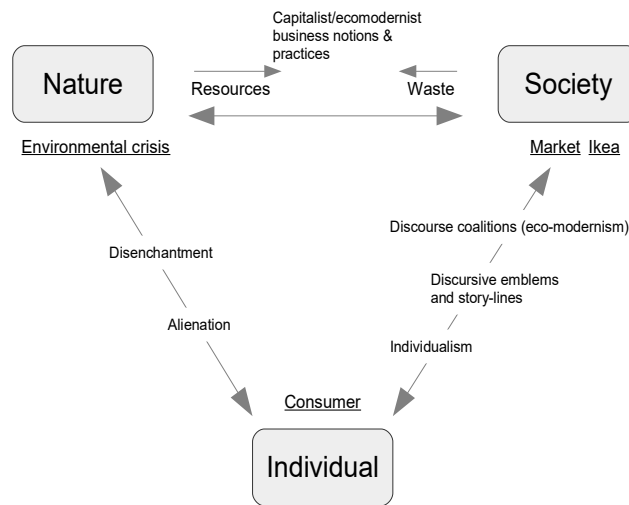 Capitalist/ecomodernist
business notions &
practices
Nature
Society
Resources
Waste
Environmental crisis
Market Ikea
Discourse coalitions (eco-modernism)
Disenchantment
Discursive emblems
and story-lines
Alienation
Individualism
Consumer
Individual